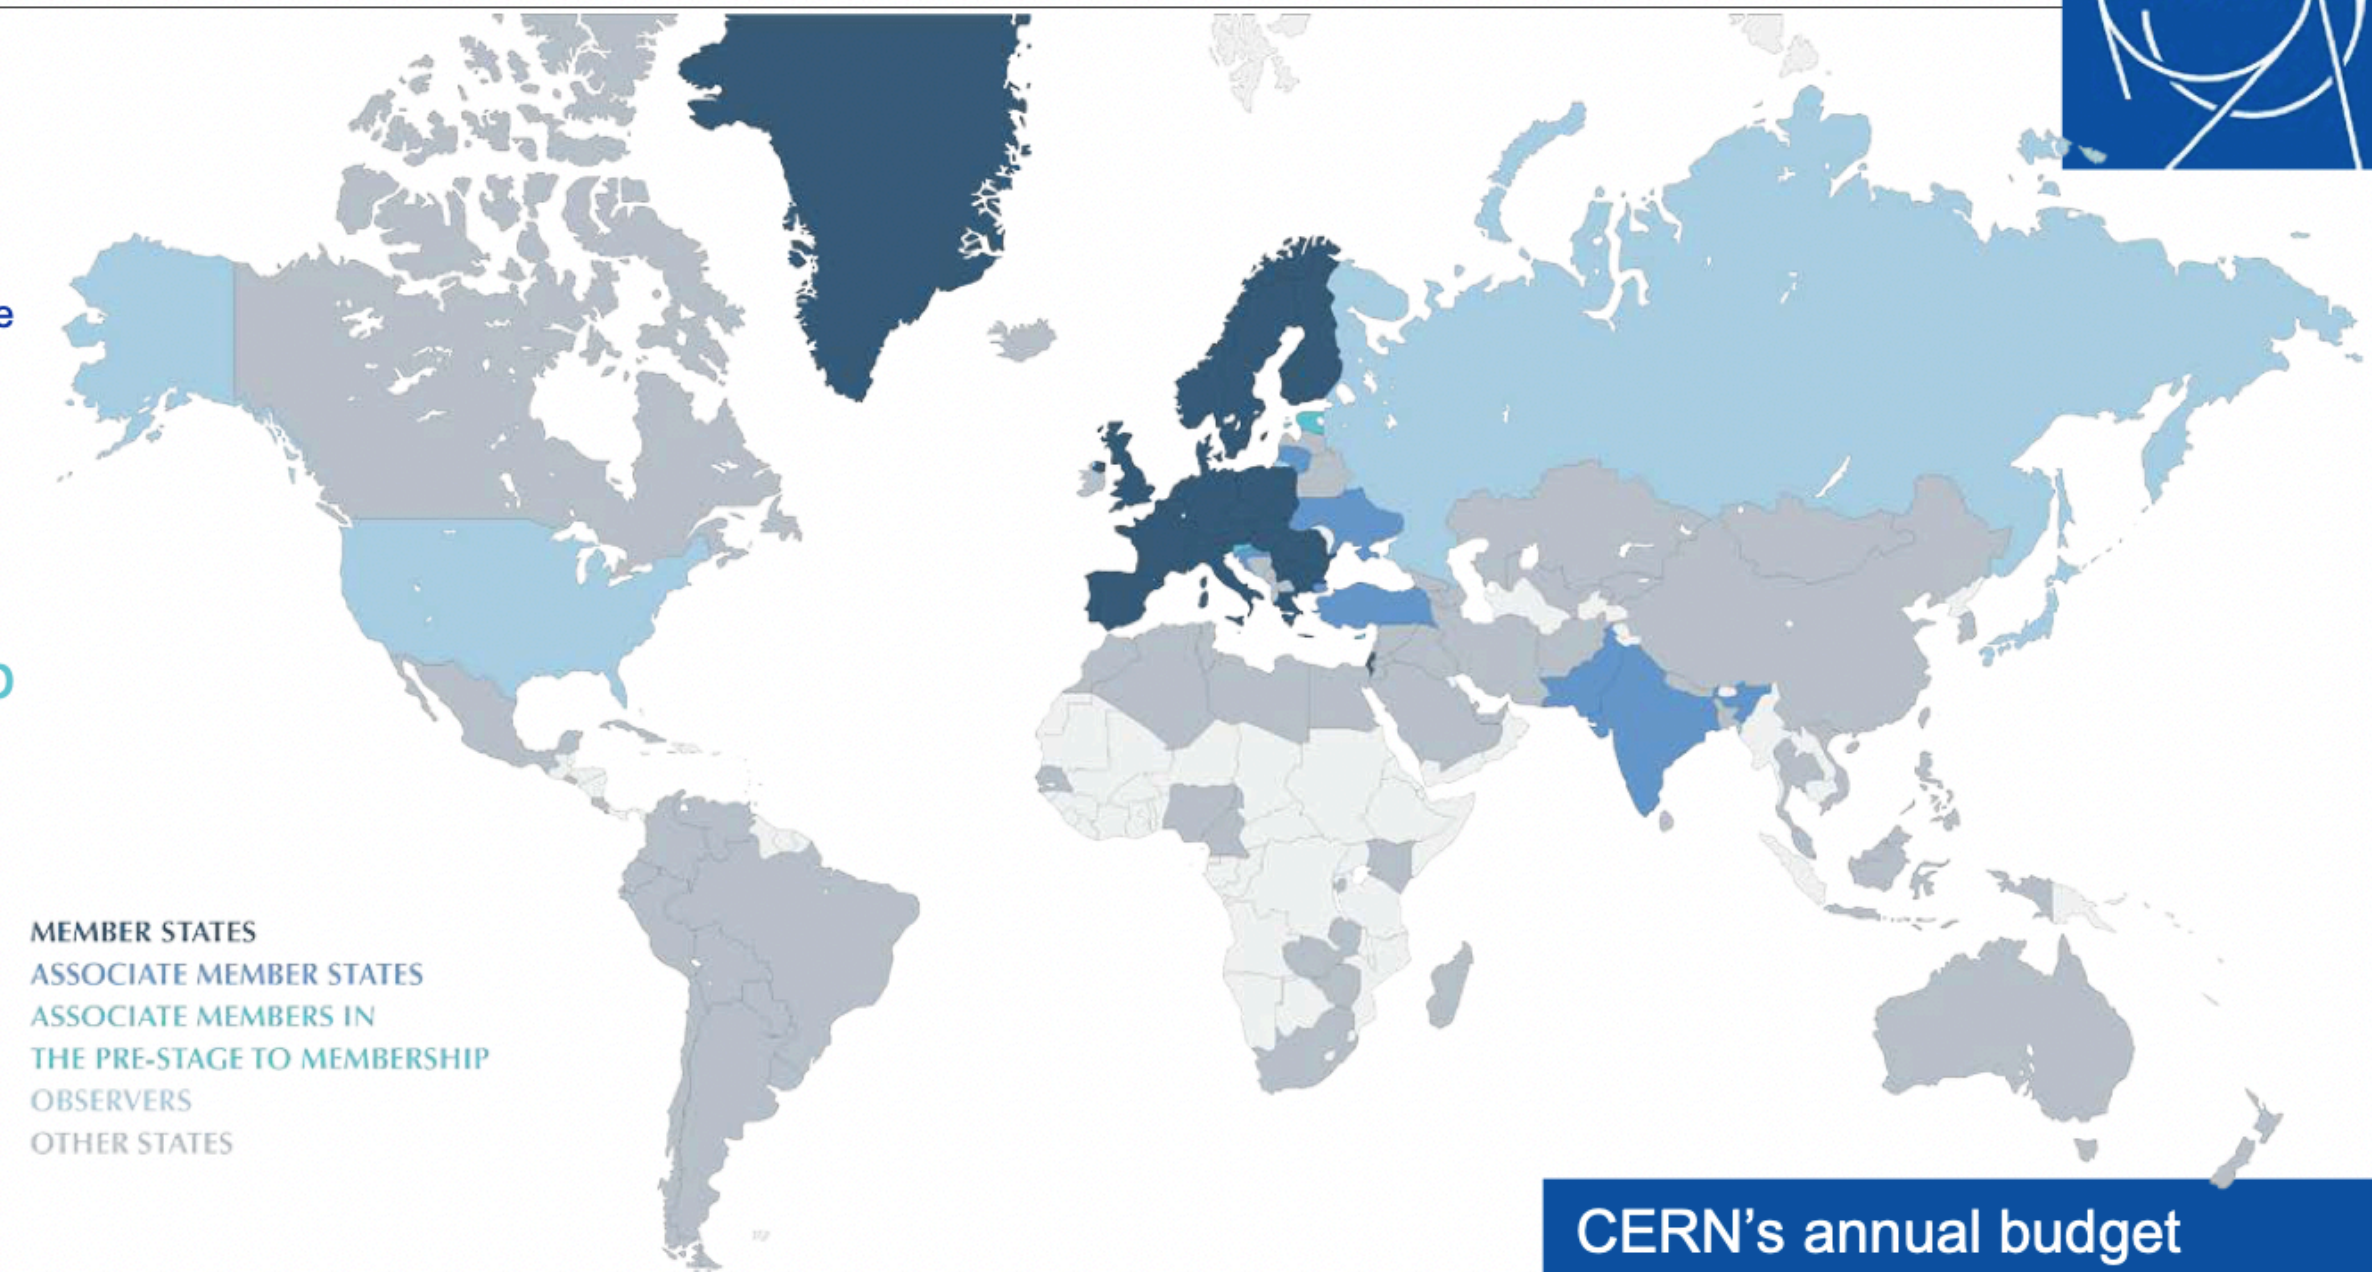 e
o
MEMBER STATES
ASSOCIATE MEMBER STATES
ASSOCIATE MEMBERS IN
THE PRE-STAGE TO MEMBERSHIP
OBSERVERS
OTHER STATES
CERN’s annual budget